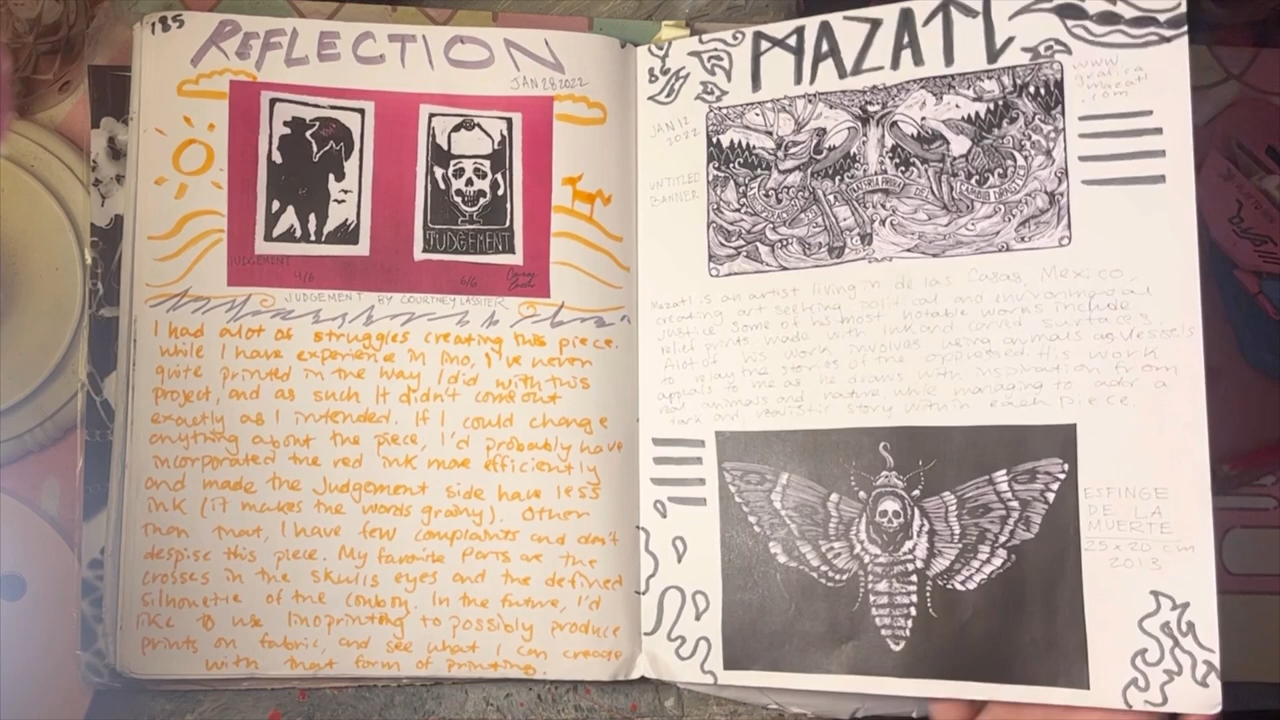 185
REFLECTION
JAN 28 2022
JUDGEMENT
JUDGEMENT
4/6
6/6
JUDGEMENT BY COURTNEY LASSITER
I had alot of struggles creating this piece.
while I have experience in lino, I've never
quite printed in the way I did with this
project, and as such it didn't come out
exactly as I intended. If I could change
anything about the piece, I'd probably have
incorporated the red ink more efficiently
and made the Judgement side have less
ink (it makes the words grainy). Other
than that, I have few complaints and don't
despise this piece. My favorite Parts are the
crosses in the skulls eyes and the defined
silhouette of the cowboy. In the future, I'd
like to use linoprinting to possibly produce
prints on fabric, and see what I can create
with that form of printing.
86
MAZATL
www.
grafica
mazatl
.com
JAN 12
2022
UNTITLED
BANNER
MATERIA PRIMA DEL
Mazatl is an artist living in de las Casas, Mexico,
creating art seeking political and environmental
justice some of his most notable works include
relief prints made with ink and carved surfaces
Alot of his work involves using animals as Vessels
to relay the stories of the oppressed. His work
appeals to me as he draws with inspiration from
real animals and nature, while managing to add a
dark and realistic story within each piece.
ESFINGE
DE LA
MUERTE
25 x 20 cm
2013